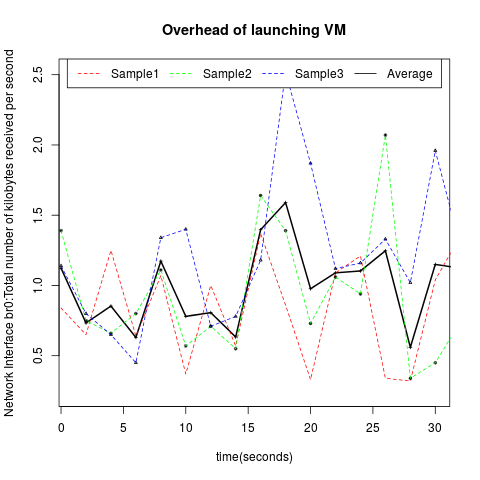 Overhead of launching VM
Network Interface br0:Total number of kilobytes received per second
Sample1 Sample2 Sample3 Average
2.5
2.0
1.5
1.0
0.5
0 5 10 15 20 25 30
time(seconds)